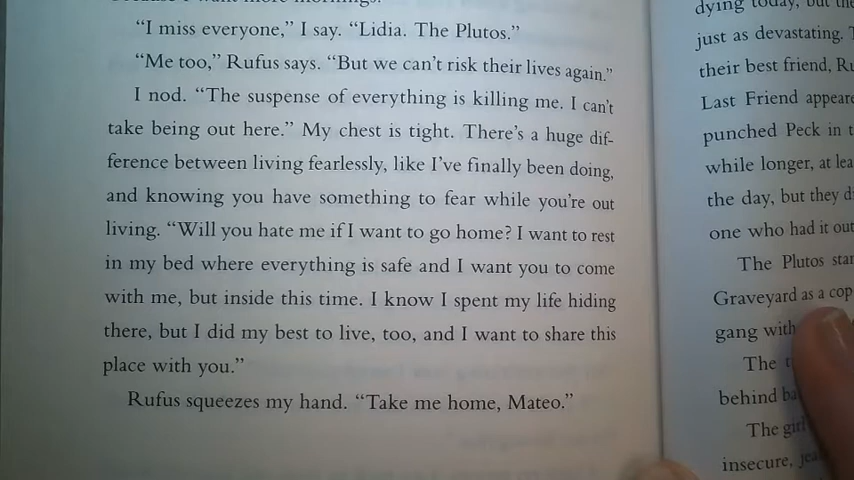 “I miss everyone,” I say. “Lidia. The Plutos.”
“Me too,” Rufus says. “But we can’t risk their lives again.”
I nod. “The suspense of everything is killing me. I can’t
take being out here.” My chest is tight. There’s a huge dif-
ference between living fearlessly, like I’ve finally been doing,
and knowing you have something to fear while you’re out
living. “Will you hate me if I want to go home? I want to rest
in my bed where everything is safe and I want you to come
with me, but inside this time. I know I spent my life hiding
there, but I did my best to live, too, and I want to share this
place with you.”
Rufus squeezes my hand. “Take me home, Mateo.”
dying today, but
just as devastating.
their best friend,
Last Friend
punched Peck in
while longer, at
the day, but they
one who had it out
The Plutos
Graveyard as a
gang with
The
behind
The girl
insecure,